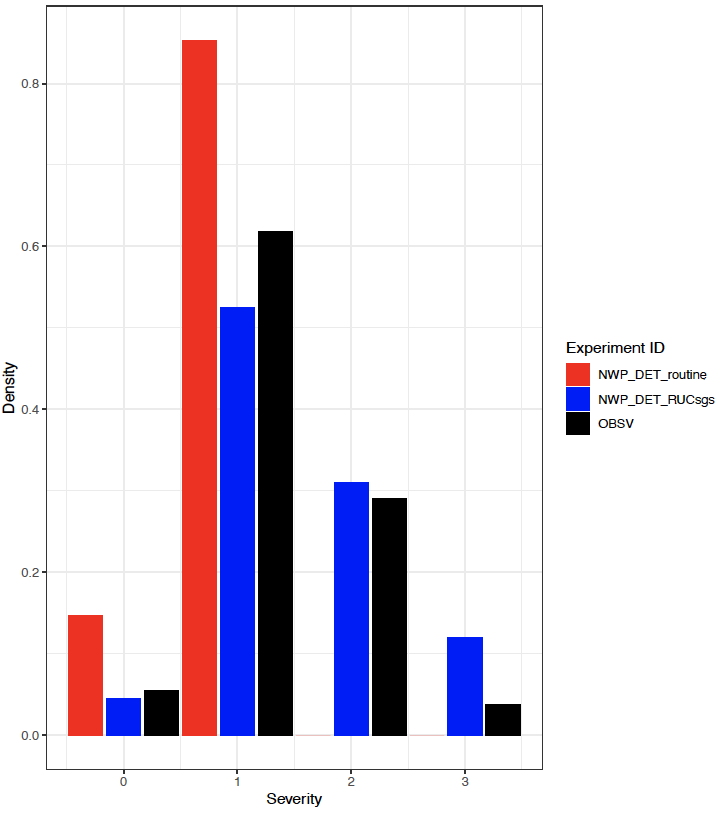 0.8
0.6
Density
0.4
0.2
0.0
0 1 2 3
Severity
Experiment ID
NWP_DET_routine
NWP_DET_RUCsgs
OBSV